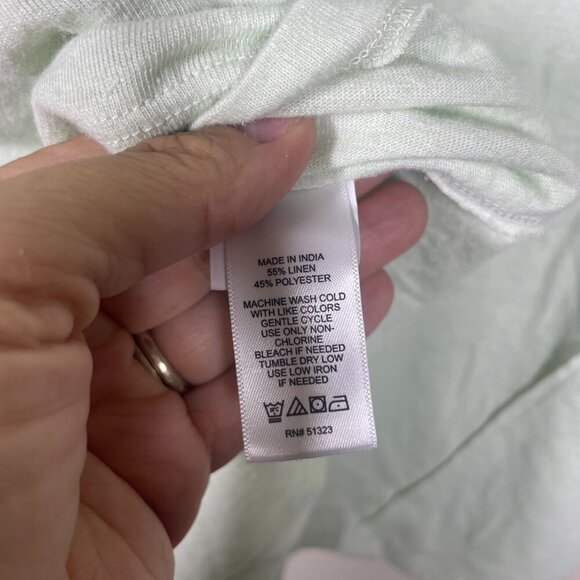 MADE IN INDIA
55% LINEN
45% POLYESTER
MACHINE WASH COLD
WITH LIKE COLORS
GENTLE CYCLE
USE ONLY NON-
CHLORINE
BLEACH IF NEEDED
TUMBLE DRY LOW
USE LOW IRON
IF NEEDED
RN# 51323